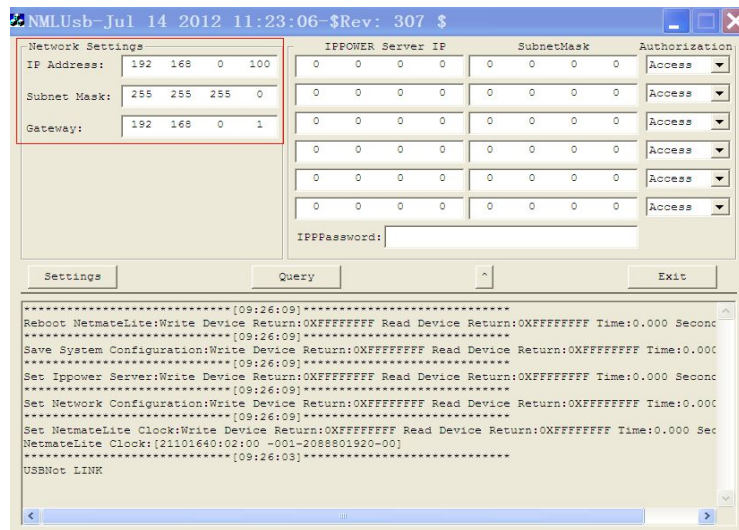 NMLUsb-Jul 14 2012 11:23:06-$Rev: 307 $
Network Settings
IP Address: 192 168 0 100
Subnet Mask: 255 255 255 0
Gateway: 192 168 0 1
IPPOWER Server IP SubnetMask Authorization
0 0 0 0 0 0 0 0 Access
0 0 0 0 0 0 0 0 Access
0 0 0 0 0 0 0 0 Access
0 0 0 0 0 0 0 0 Access
0 0 0 0 0 0 0 0 Access
0 0 0 0 0 0 0 0 Access
IPPPassword:
Settings Query ^ Exit
*****************************[09:26:09]*****************************
Reboot NetmateLite:Write Device Return:0XFFFFFFFF Read Device Return:0XFFFFFFFF Time:0.000 Second
*****************************[09:26:09]*****************************
Save System Configuration:Write Device Return:0XFFFFFFFF Read Device Return:0XFFFFFFFF Time:0.000
*****************************[09:26:09]*****************************
Set Ippower Server:Write Device Return:0XFFFFFFFF Read Device Return:0XFFFFFFFF Time:0.000 Second
*****************************[09:26:09]*****************************
Set Network Configuration:Write Device Return:0XFFFFFFFF Read Device Return:0XFFFFFFFF Time:0.000
*****************************[09:26:09]*****************************
Set NetmateLite Clock:Write Device Return:0XFFFFFFFF Read Device Return:0XFFFFFFFF Time:0.000 Sec
NetmateLite Clock:[21101640:02:00 -001-2088801920-00]
*****************************[09:26:03]*****************************
USBNot LINK